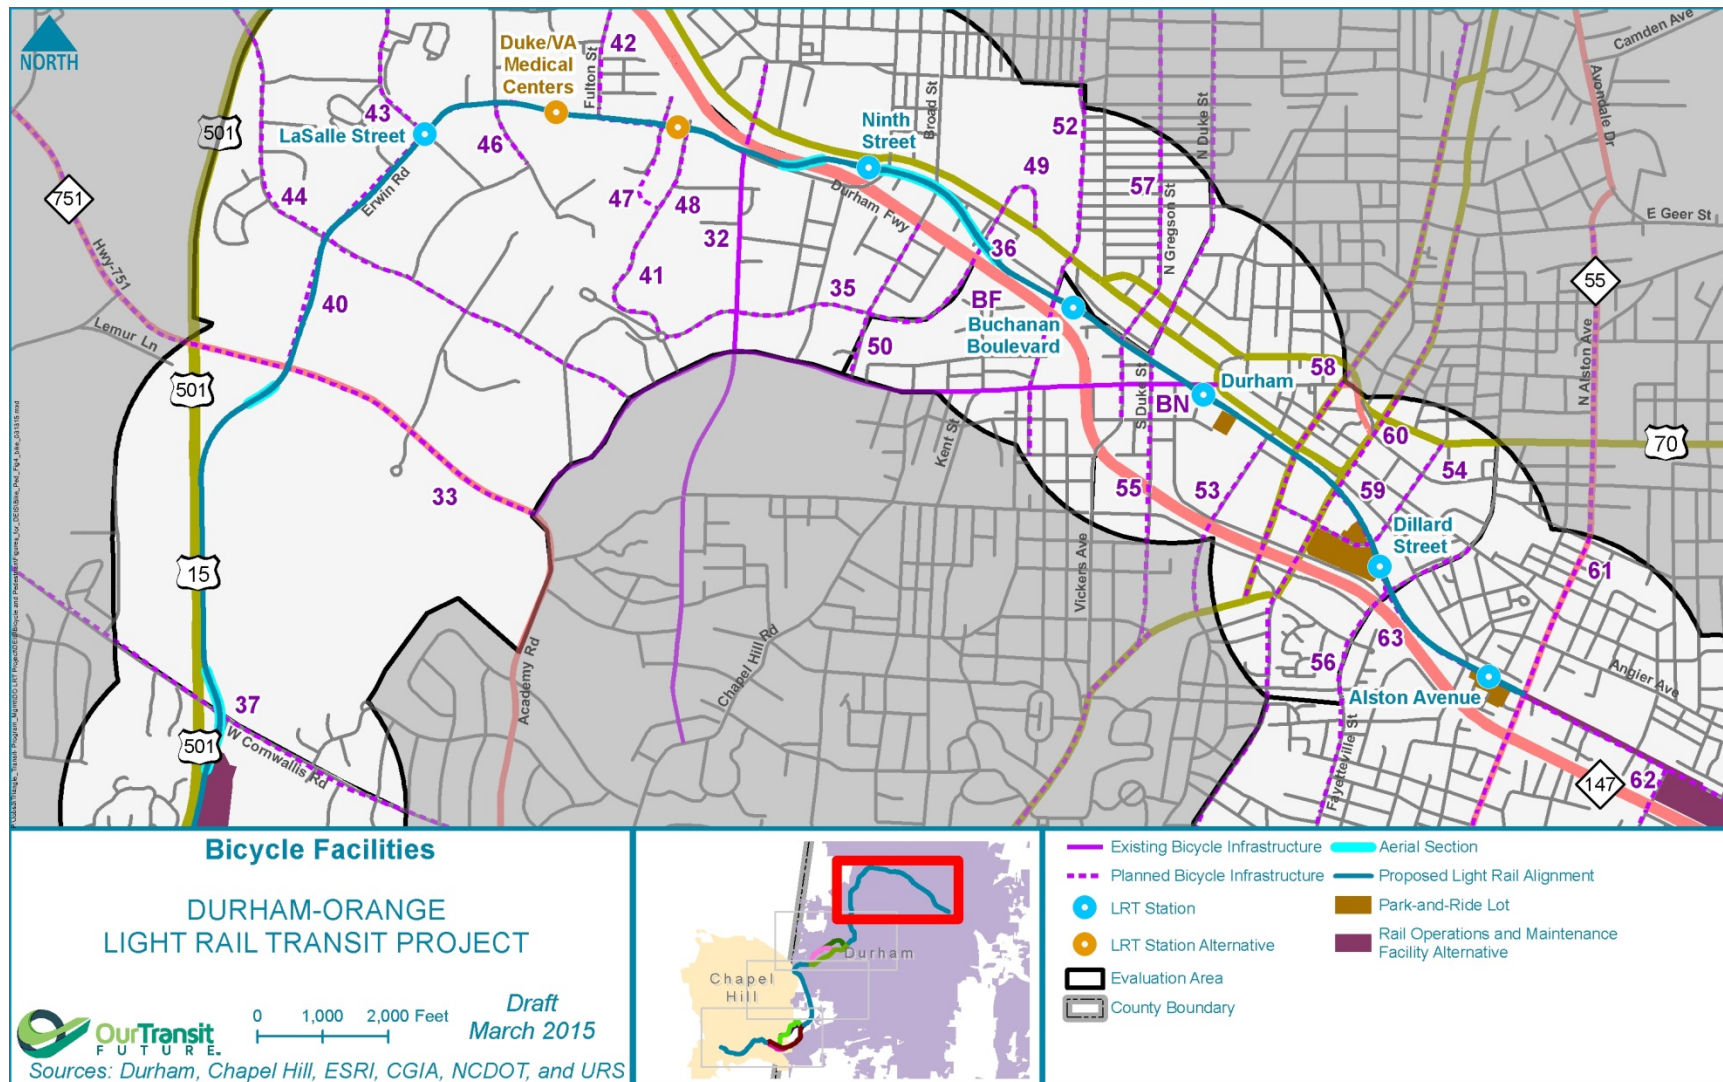 NORTH
501
751
Hwy-751
Lemur Ln
501
15
501
37
W Cornwallis Rd
33
Academy Rd
40
44
43
LaSalle Street
Erwin Rd
46
Duke/VA
Medical
Centers
Fulton St
42
47
48
32
41
35
50
Ninth
Street
Broad St
Durham Fwy
36
49
52
57
N Gregson St
N Duke St
BF
Buchanan
Boulevard
Durham
BN
S Duke St
Kent St
55
53
Vickers Ave
Chapel Hill Rd
58
60
59
54
70
Dillard
Street
61
63
56
Alston Avenue
Angier Ave
Fayetteville St
147
62
55
N Alston Ave
E Geer St
Avondale Dr
Camden Ave
Bicycle Facilities
DURHAM-ORANGE
LIGHT RAIL TRANSIT PROJECT
0 1,000 2,000 Feet
Draft
March 2015
OurTransit
FUTURE
Sources: Durham, Chapel Hill, ESRI, CGIA, NCDOT, and URS
Durham
Chapel
Hill
Existing Bicycle Infrastructure
Planned Bicycle Infrastructure
LRT Station
LRT Station Alternative
Evaluation Area
County Boundary
Aerial Section
Proposed Light Rail Alignment
Park-and-Ride Lot
Rail Operations and Maintenance
Facility Alternative